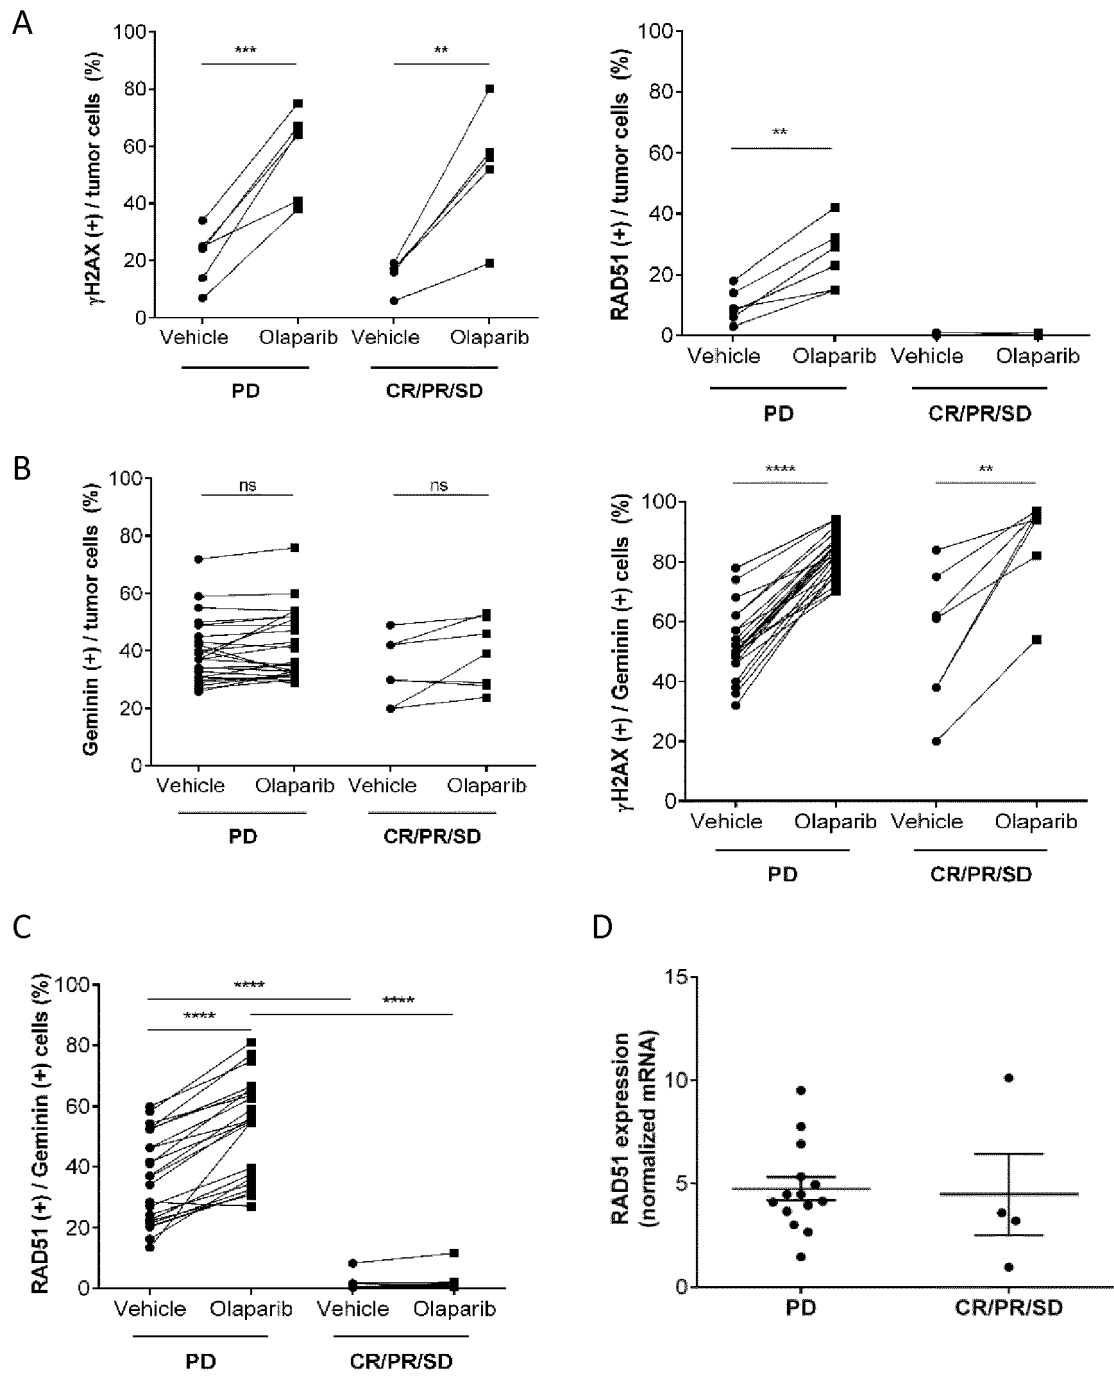 A
γH2AX (+) / tumor cells (%)
100
80
60
40
20
0
***
**
Vehicle Olaparib Vehicle Olaparib
PD CR/PR/SD
RAD51 (+) / tumor cells (%)
100
80
60
40
20
0
**
Vehicle Olaparib Vehicle Olaparib
PD CR/PR/SD
B
Geminin (+) / tumor cells (%)
100
80
60
40
20
0
ns
ns
Vehicle Olaparib Vehicle Olaparib
PD CR/PR/SD
γH2AX (+) / Geminin (+) cells (%)
100
80
60
40
20
0
****
**
Vehicle Olaparib Vehicle Olaparib
PD CR/PR/SD
C
RAD51 (+) / Geminin (+) cells (%)
100
80
60
40
20
0
****
****
****
Vehicle Olaparib Vehicle Olaparib
PD CR/PR/SD
D
RAD51 expression
(normalized mRNA)
15
10
5
0
PD CR/PR/SD